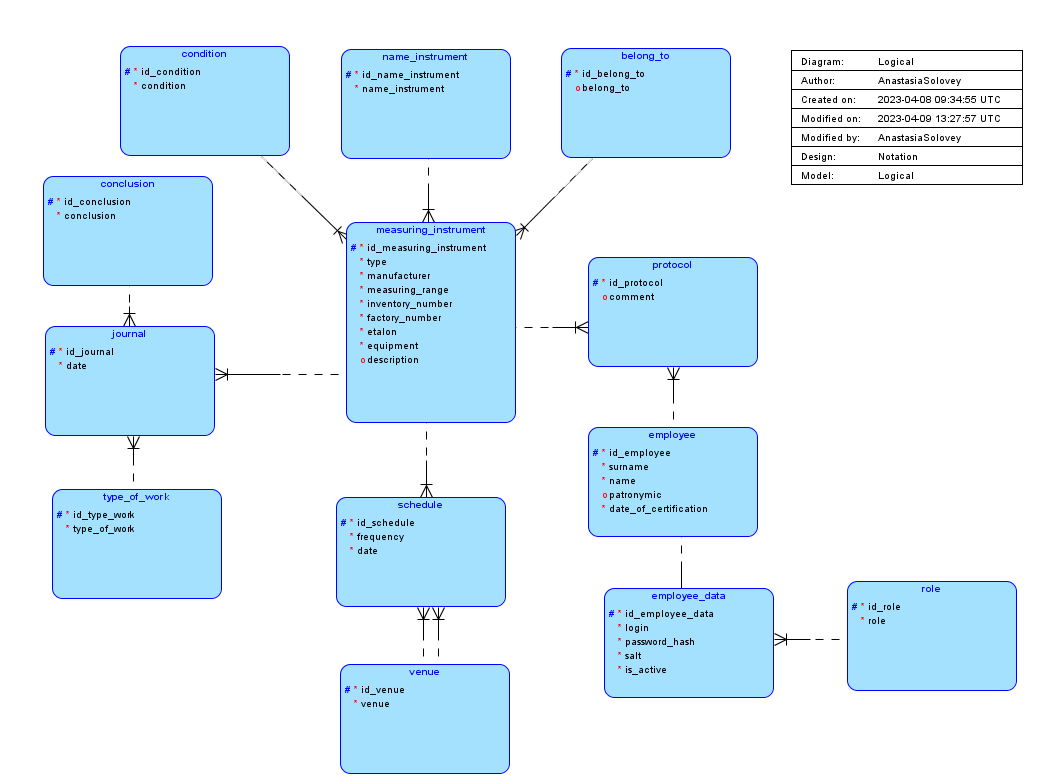 condition
# * id_condition
* condition
name_instrument
# * id_name_instrument
* name_instrument
belong_to
# * id_belong_to
o belong_to
Diagram: Logical
Author: AnastasiaSolovey
Created on: 2023-04-08 09:34:55 UTC
Modified on: 2023-04-09 13:27:57 UTC
Modified by: AnastasiaSolovey
Design: Notation
Model: Logical
conclusion
# * id_conclusion
* conclusion
measuring_instrument
# * id_measuring_instrument
* type
* manufacturer
* measuring_range
* inventory_number
* factory_number
* etalon
* equipment
o description
protocol
# * id_protocol
o comment
journal
# * id_journal
* date
employee
# * id_employee
* surname
* name
o patronymic
* date_of_certification
type_of_work
# * id_type_work
* type_of_work
schedule
# * id_schedule
* frequency
* date
employee_data
# * id_employee_data
* login
* password_hash
* salt
* is_active
role
# * id_role
* role
venue
# * id_venue
* venue